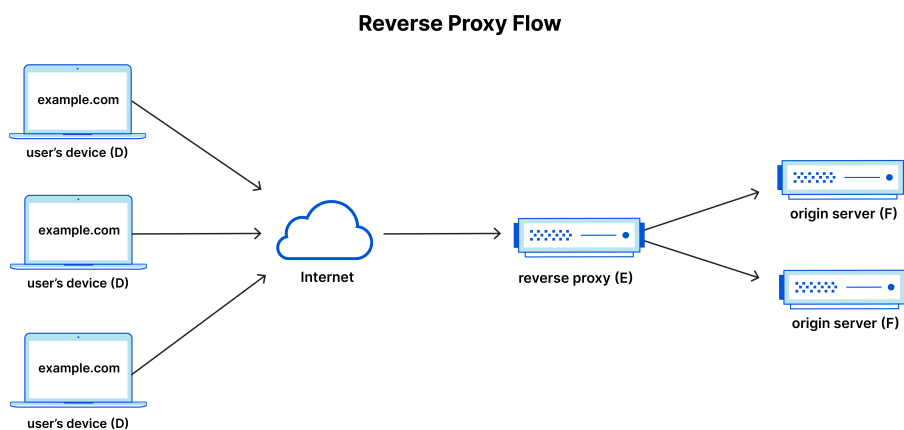 Reverse Proxy Flow
example.com
user's device (D)
example.com
user's device (D)
example.com
user's device (D)
Internet
reverse proxy (E)
origin server (F)
origin server (F)